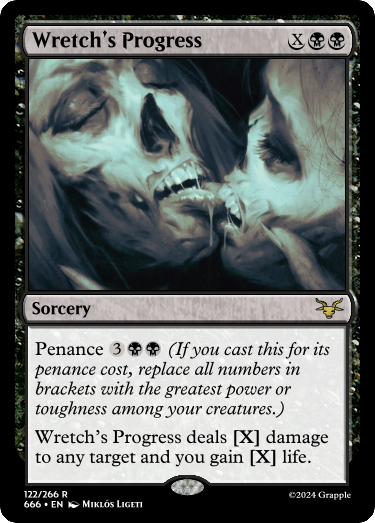 Wretch's Progress X
Sorcery
Penance 3 (If you cast this for its
penance cost, replace all numbers in
brackets with the greatest power or
toughness among your creatures.)
Wretch's Progress deals [X] damage
to any target and you gain [X] life.
122/266 R
666 • EN MIKLÓS LIGETI
©2024 Grapple